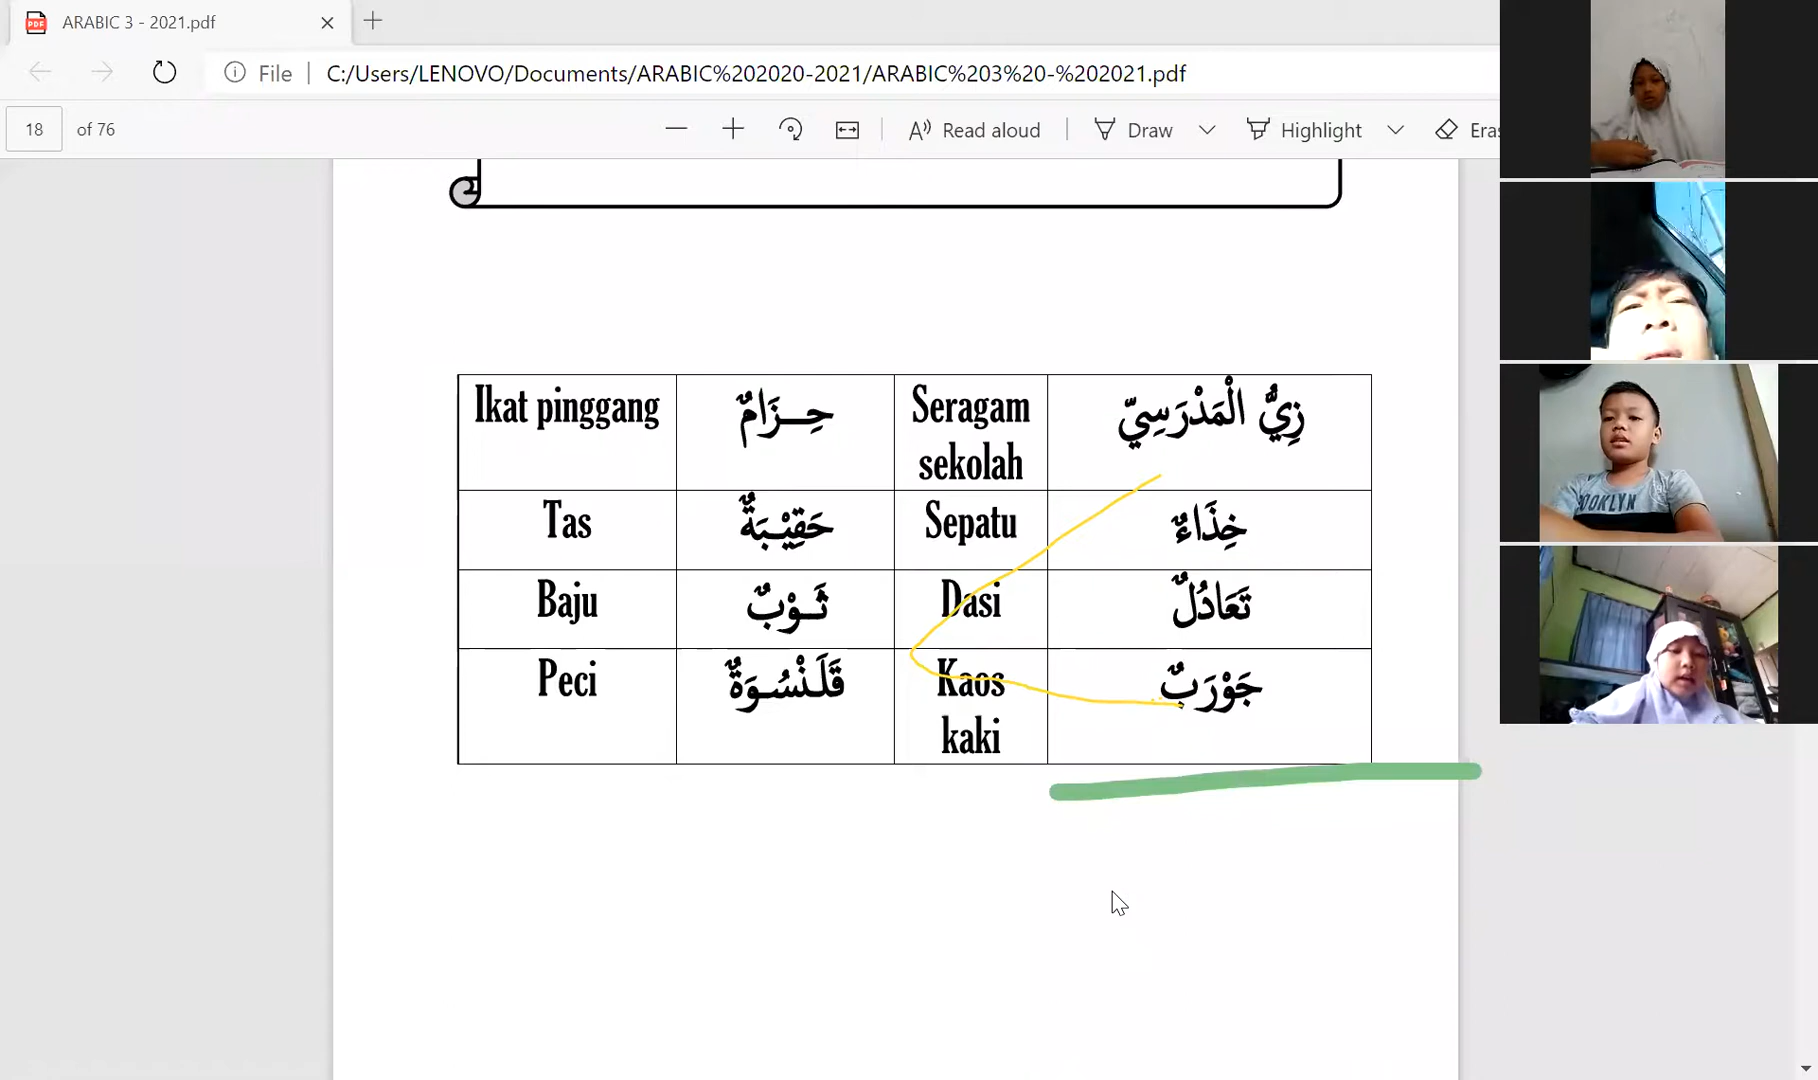 ARABIC 3 - 2021.pdf
File | C:/Users/LENOVO/Documents/ARABIC%202020-2021/ARABIC%203%20-%202021.pdf
18 of 76
Read aloud
Draw
Highlight
Eras
Ikat pinggang
حِـزَامٌ
Seragam
sekolah
زِيُّ الْمَدْرَسِيّ
Tas
حَقِيْبَةٌ
Sepatu
خِذَاءٌ
Baju
ثَـوْبٌ
Dasi
تَعَادُلٌ
Peci
قَلَنْسُوَةٌ
Kaos
kaki
جَوْرَبٌ